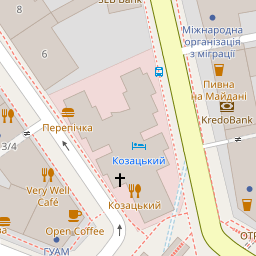 SEB Bank
8
Міжнародна
організація
з міграції
6
Пивна
на Майдані
KredoBank
Перепічка
3/4
Козацький
Very Well
Café
Козацький
Open Coffee
ГУАМ